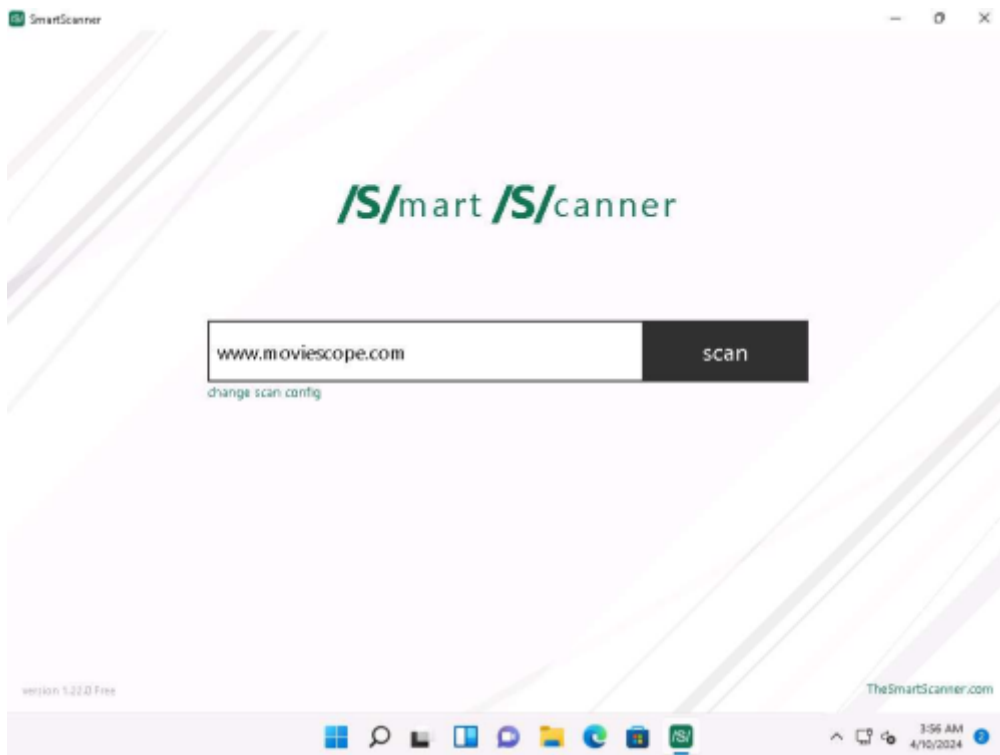 SmartScanner
/S/mart /S/canner
www.moviescope.com
scan
change scan config
version 1.22.0 Free
TheSmartScanner.com
/S/
3:56 AM
4/10/2024
2